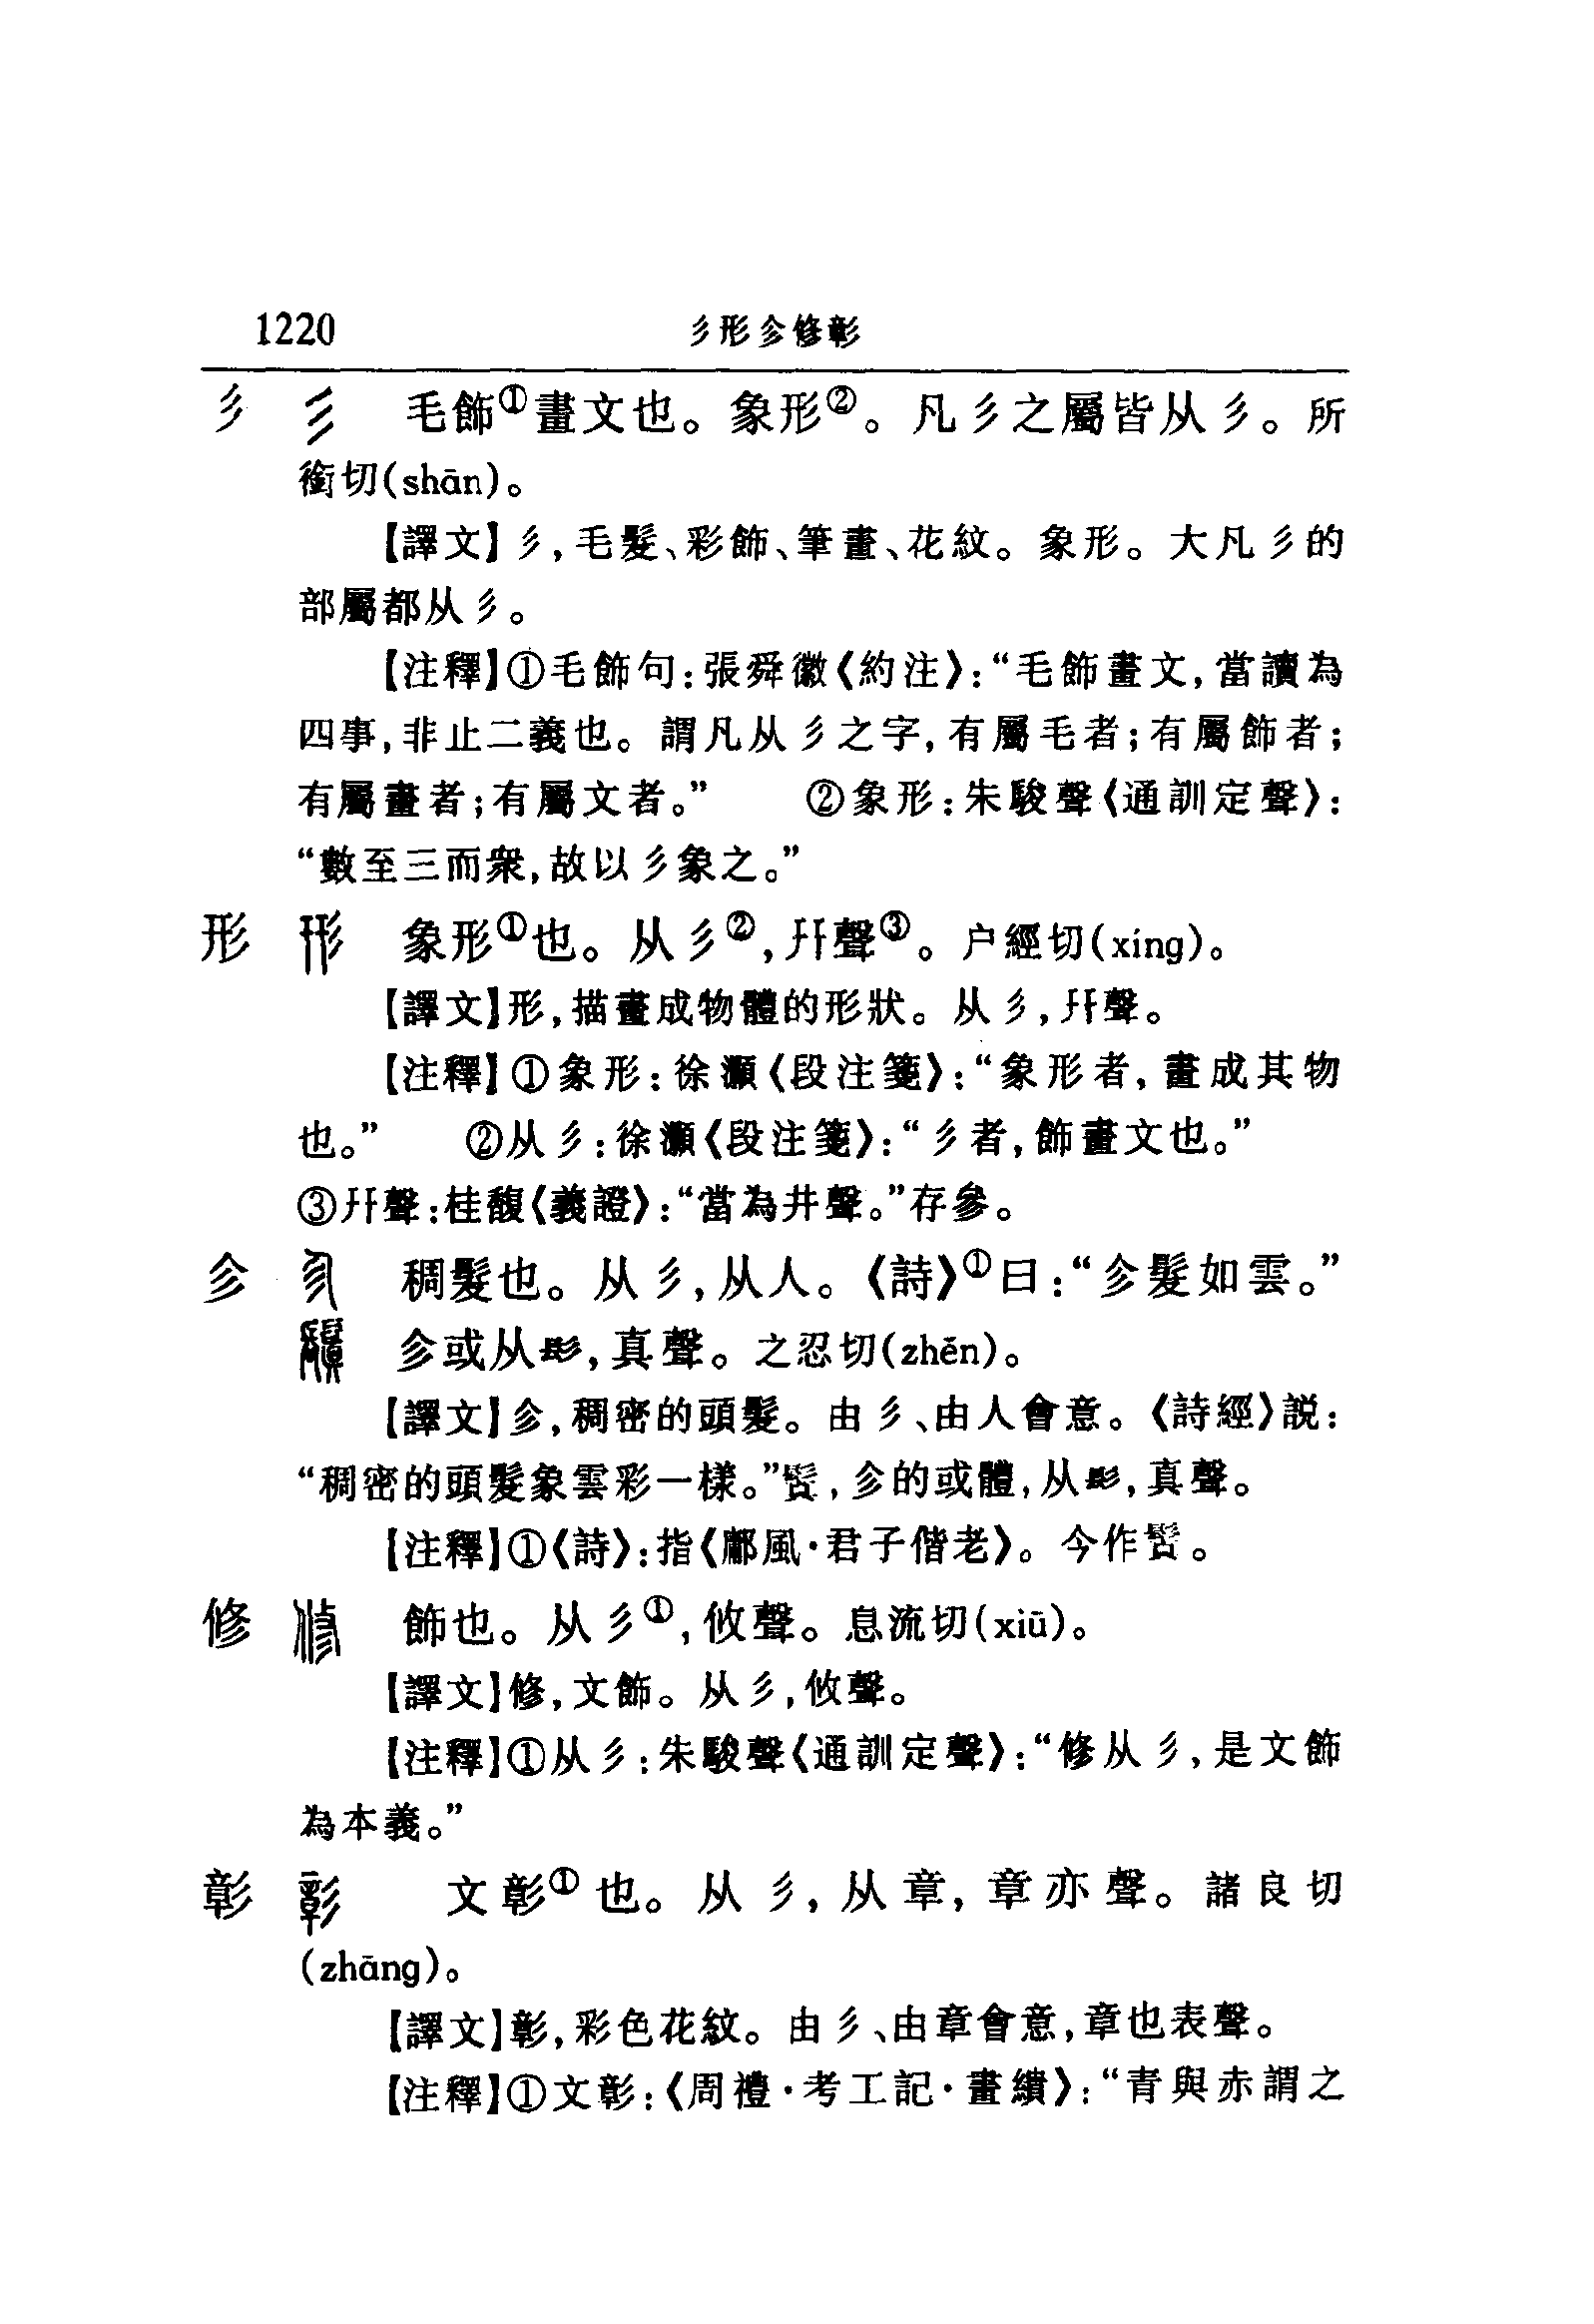 1220 彡形㐱修彰
彡 毛飾①畫文也。象形②。凡彡之屬皆从彡。所
銜切(shān)。
【譯文】彡,毛髮、彩飾、筆畫、花紋。象形。大凡彡的
部屬都从彡。
【注釋】①毛飾句:張舜徽《約注》:“毛飾畫文,當讀為
四事,非止二義也。謂凡从彡之字,有屬毛者;有屬飾者;
有屬畫者;有屬文者。” ②象形:朱駿聲《通訓定聲》:
“數至三而衆,故以彡象之。”
形 象形①也。从彡②,幵聲③。户經切(xíng)。
【譯文】形,描畫成物體的形狀。从彡,幵聲。
【注釋】①象形:徐灝《段注箋》:“象形者,畫成其物
也。” ②从彡:徐灝《段注箋》:“彡者,飾畫文也。”
③幵聲:桂馥《義證》:“當為井聲。”存參。
㐱 稠髮也。从彡,从人。《詩》①曰:“㐱髮如雲。”
㐱或从髟,真聲。之忍切(zhěn)。
【譯文】㐱,稠密的頭髮。由彡、由人會意。《詩經》説:
“稠密的頭髮象雲彩一樣。”鬒,㐱的或體,从髟,真聲。
【注釋】①《詩》:指《鄘風·君子偕老》。今作鬒。
修 飾也。从彡①,攸聲。息流切(xiū)。
【譯文】修,文飾。从彡,攸聲。
【注釋】①从彡:朱駿聲《通訓定聲》:“修从彡,是文飾
為本義。”
彰 文彰①也。从彡,从章,章亦聲。諸良切
(zhāng)。
【譯文】彰,彩色花紋。由彡、由章會意,章也表聲。
【注釋】①文彰:《周禮·考工記·畫繢》:“青與赤謂之